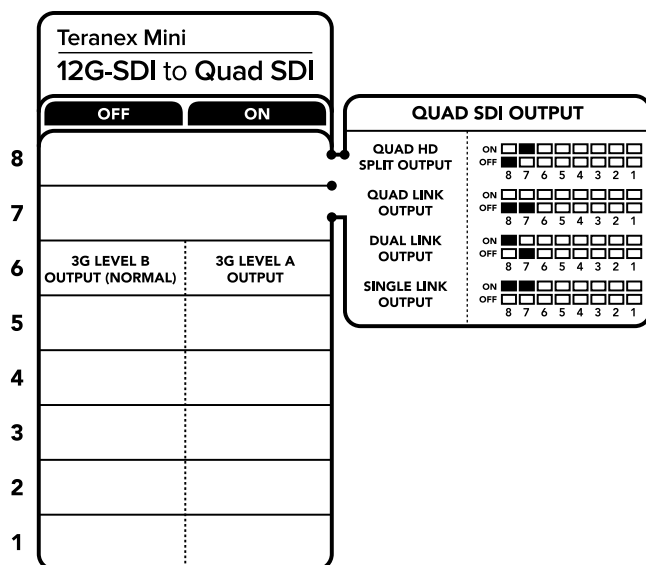 Teranex Mini
12G-SDI to Quad SDI
OFF ON
8
7
6 3G LEVEL B OUTPUT (NORMAL) 3G LEVEL A OUTPUT
5
4
3
2
1
QUAD SDI OUTPUT
QUAD HD
SPLIT OUTPUT
ON
OFF
8 7 6 5 4 3 2 1
QUAD LINK
OUTPUT
ON
OFF
8 7 6 5 4 3 2 1
DUAL LINK
OUTPUT
ON
OFF
8 7 6 5 4 3 2 1
SINGLE LINK
OUTPUT
ON
OFF
8 7 6 5 4 3 2 1